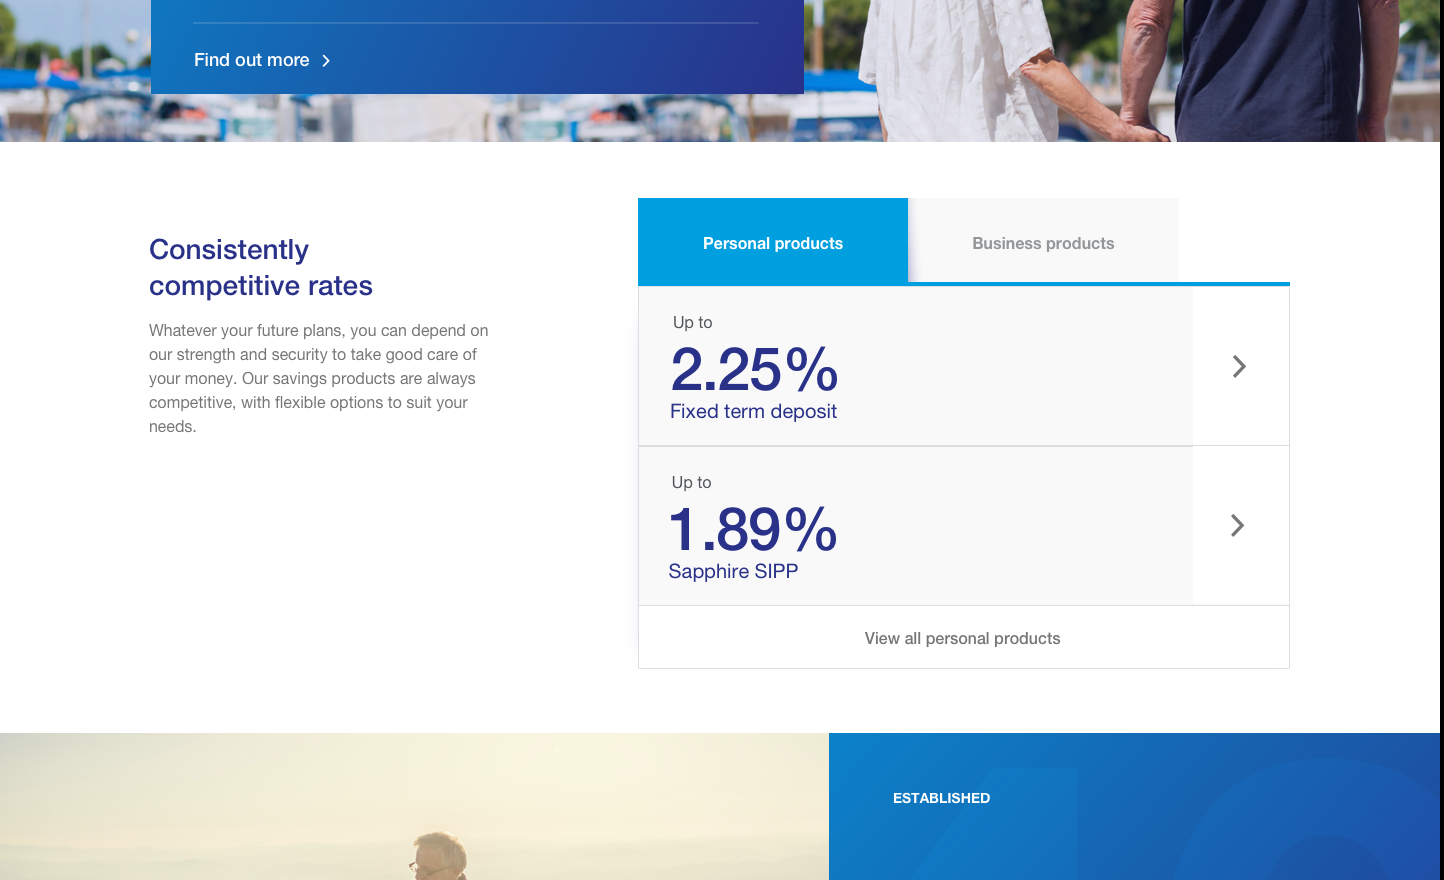 Find out more
Consistently
competitive rates
Whatever your future plans, you can depend on
our strength and security to take good care of
your money. Our savings products are always
competitive, with flexible options to suit your
needs.
Personal products
Business products
Up to
2.25%
Fixed term deposit
Up to
1.89%
Sapphire SIPP
View all personal products
ESTABLISHED